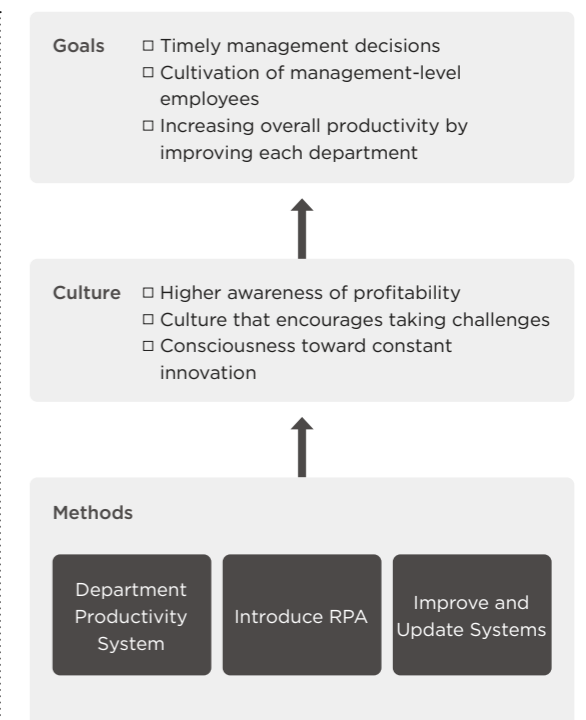 Goals
□ Timely management decisions
□ Cultivation of management-level
employees
□ Increasing overall productivity by
improving each department
Culture
□ Higher awareness of profitability
□ Culture that encourages taking challenges
□ Consciousness toward constant
innovation
Methods
Department
Productivity
System
Introduce RPA
Improve and
Update Systems